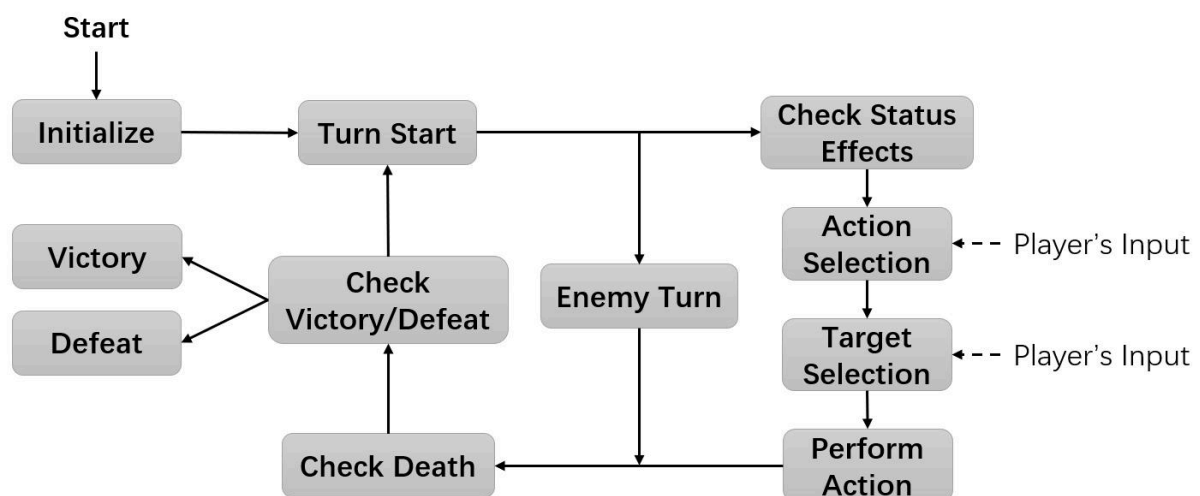 Start
Initialize
Turn Start
Check Status
Effects
Action
Selection
Player’s Input
Victory
Check
Victory/Defeat
Enemy Turn
Defeat
Target
Selection
Player’s Input
Check Death
Perform
Action